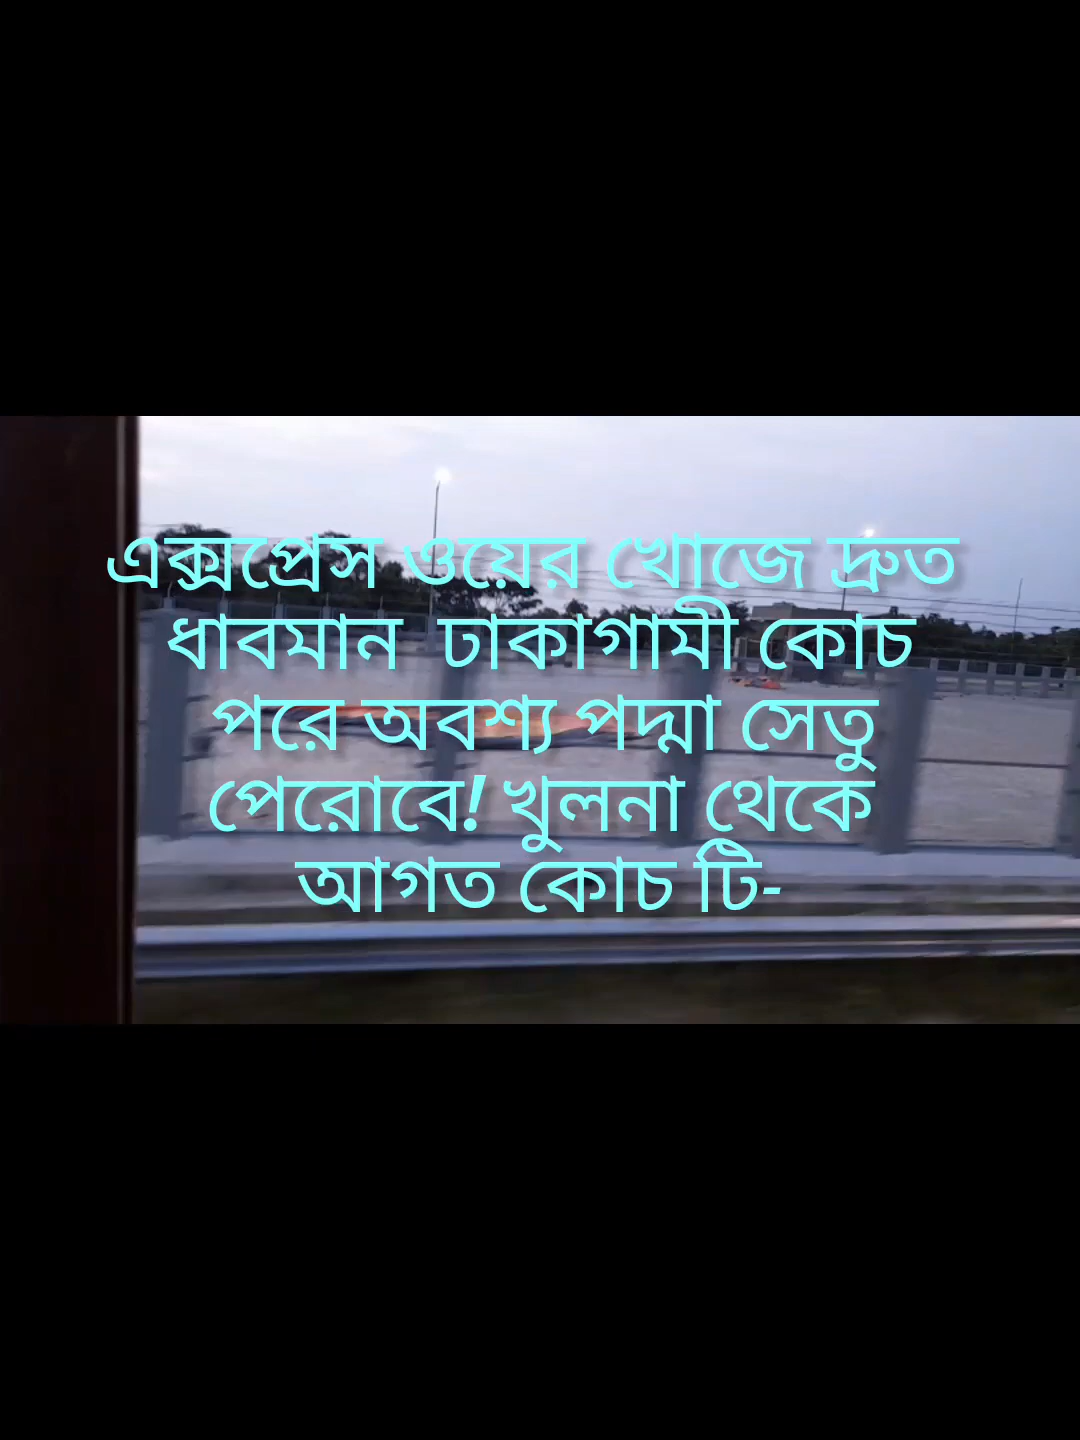 এক্সপ্রেস ওয়ের খোজে দ্রুত
ধাবমান ঢাকাগামী কোচ
পরে অবশ্য পদ্মা সেতু
পেরোবে! খুলনা থেকে
আগত কোচ টি-